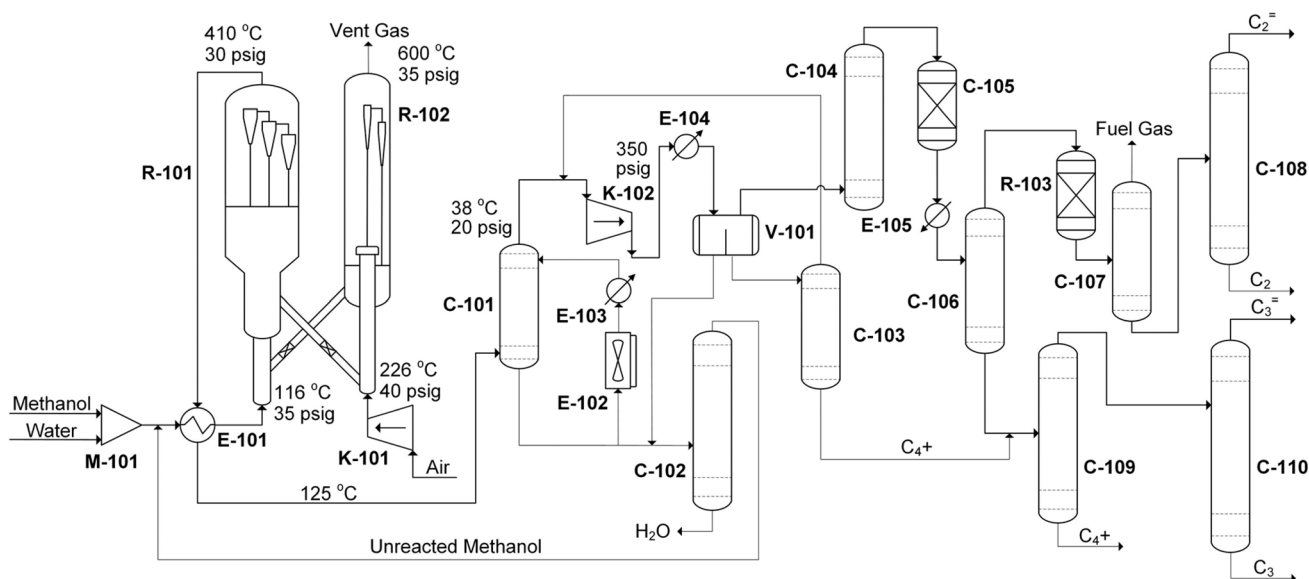 410 °C
30 psig
Vent Gas
600 °C
35 psig
R-102
R-101
E-104
350
psig
K-102
38 °C
20 psig
C-101
V-101
C-104
C-105
E-105
C2=
Fuel Gas
R-103
C-108
C-106
C-107
C2
C3=
E-103
E-102
C-103
226 °C
40 psig
116 °C
35 psig
Methanol
Water
M-101
E-101
K-101
Air
125 °C
C-102
H2O
Unreacted Methanol
C4+
C-109
C4+
C-110
C3